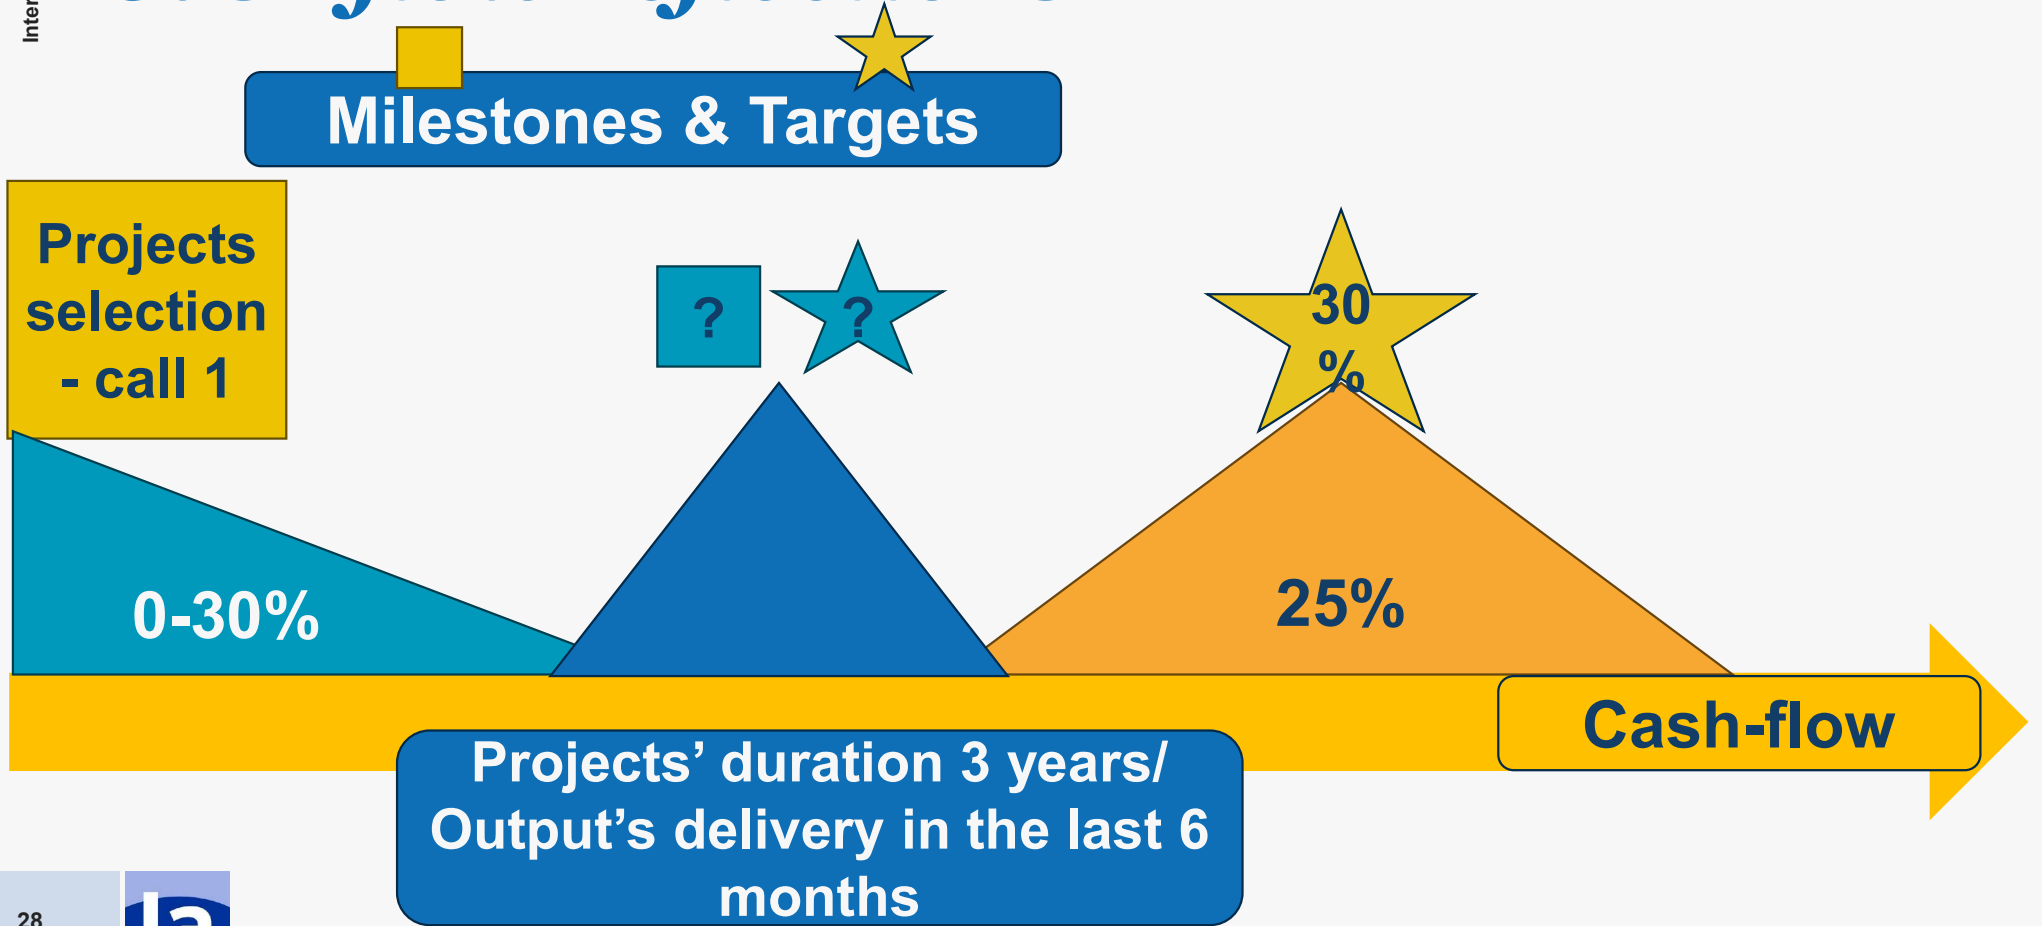 Inter
Milestones & Targets
Projects
selection
- call 1
?
?
30
%
0-30%
25%
Cash-flow
Projects’ duration 3 years/
Output’s delivery in the last 6
months
28